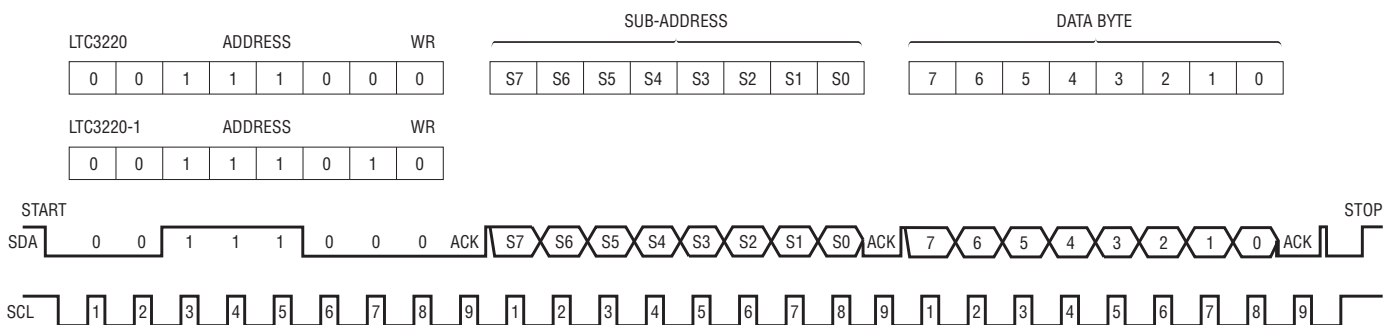 SUB-ADDRESS DATA BYTE
LTC3220 ADDRESS WR
0 0 1 1 1 0 0 0 S7 S6 S5 S4 S3 S2 S1 S0 7 6 5 4 3 2 1 0
LTC3220-1 ADDRESS WR
0 0 1 1 1 0 1 0
START STOP
SDA 0 0 1 1 1 0 0 0 ACK S7 S6 S5 S4 S3 S2 S1 S0 ACK 7 6 5 4 3 2 1 0 ACK
SCL 1 2 3 4 5 6 7 8 9 1 2 3 4 5 6 7 8 9 1 2 3 4 5 6 7 8 9